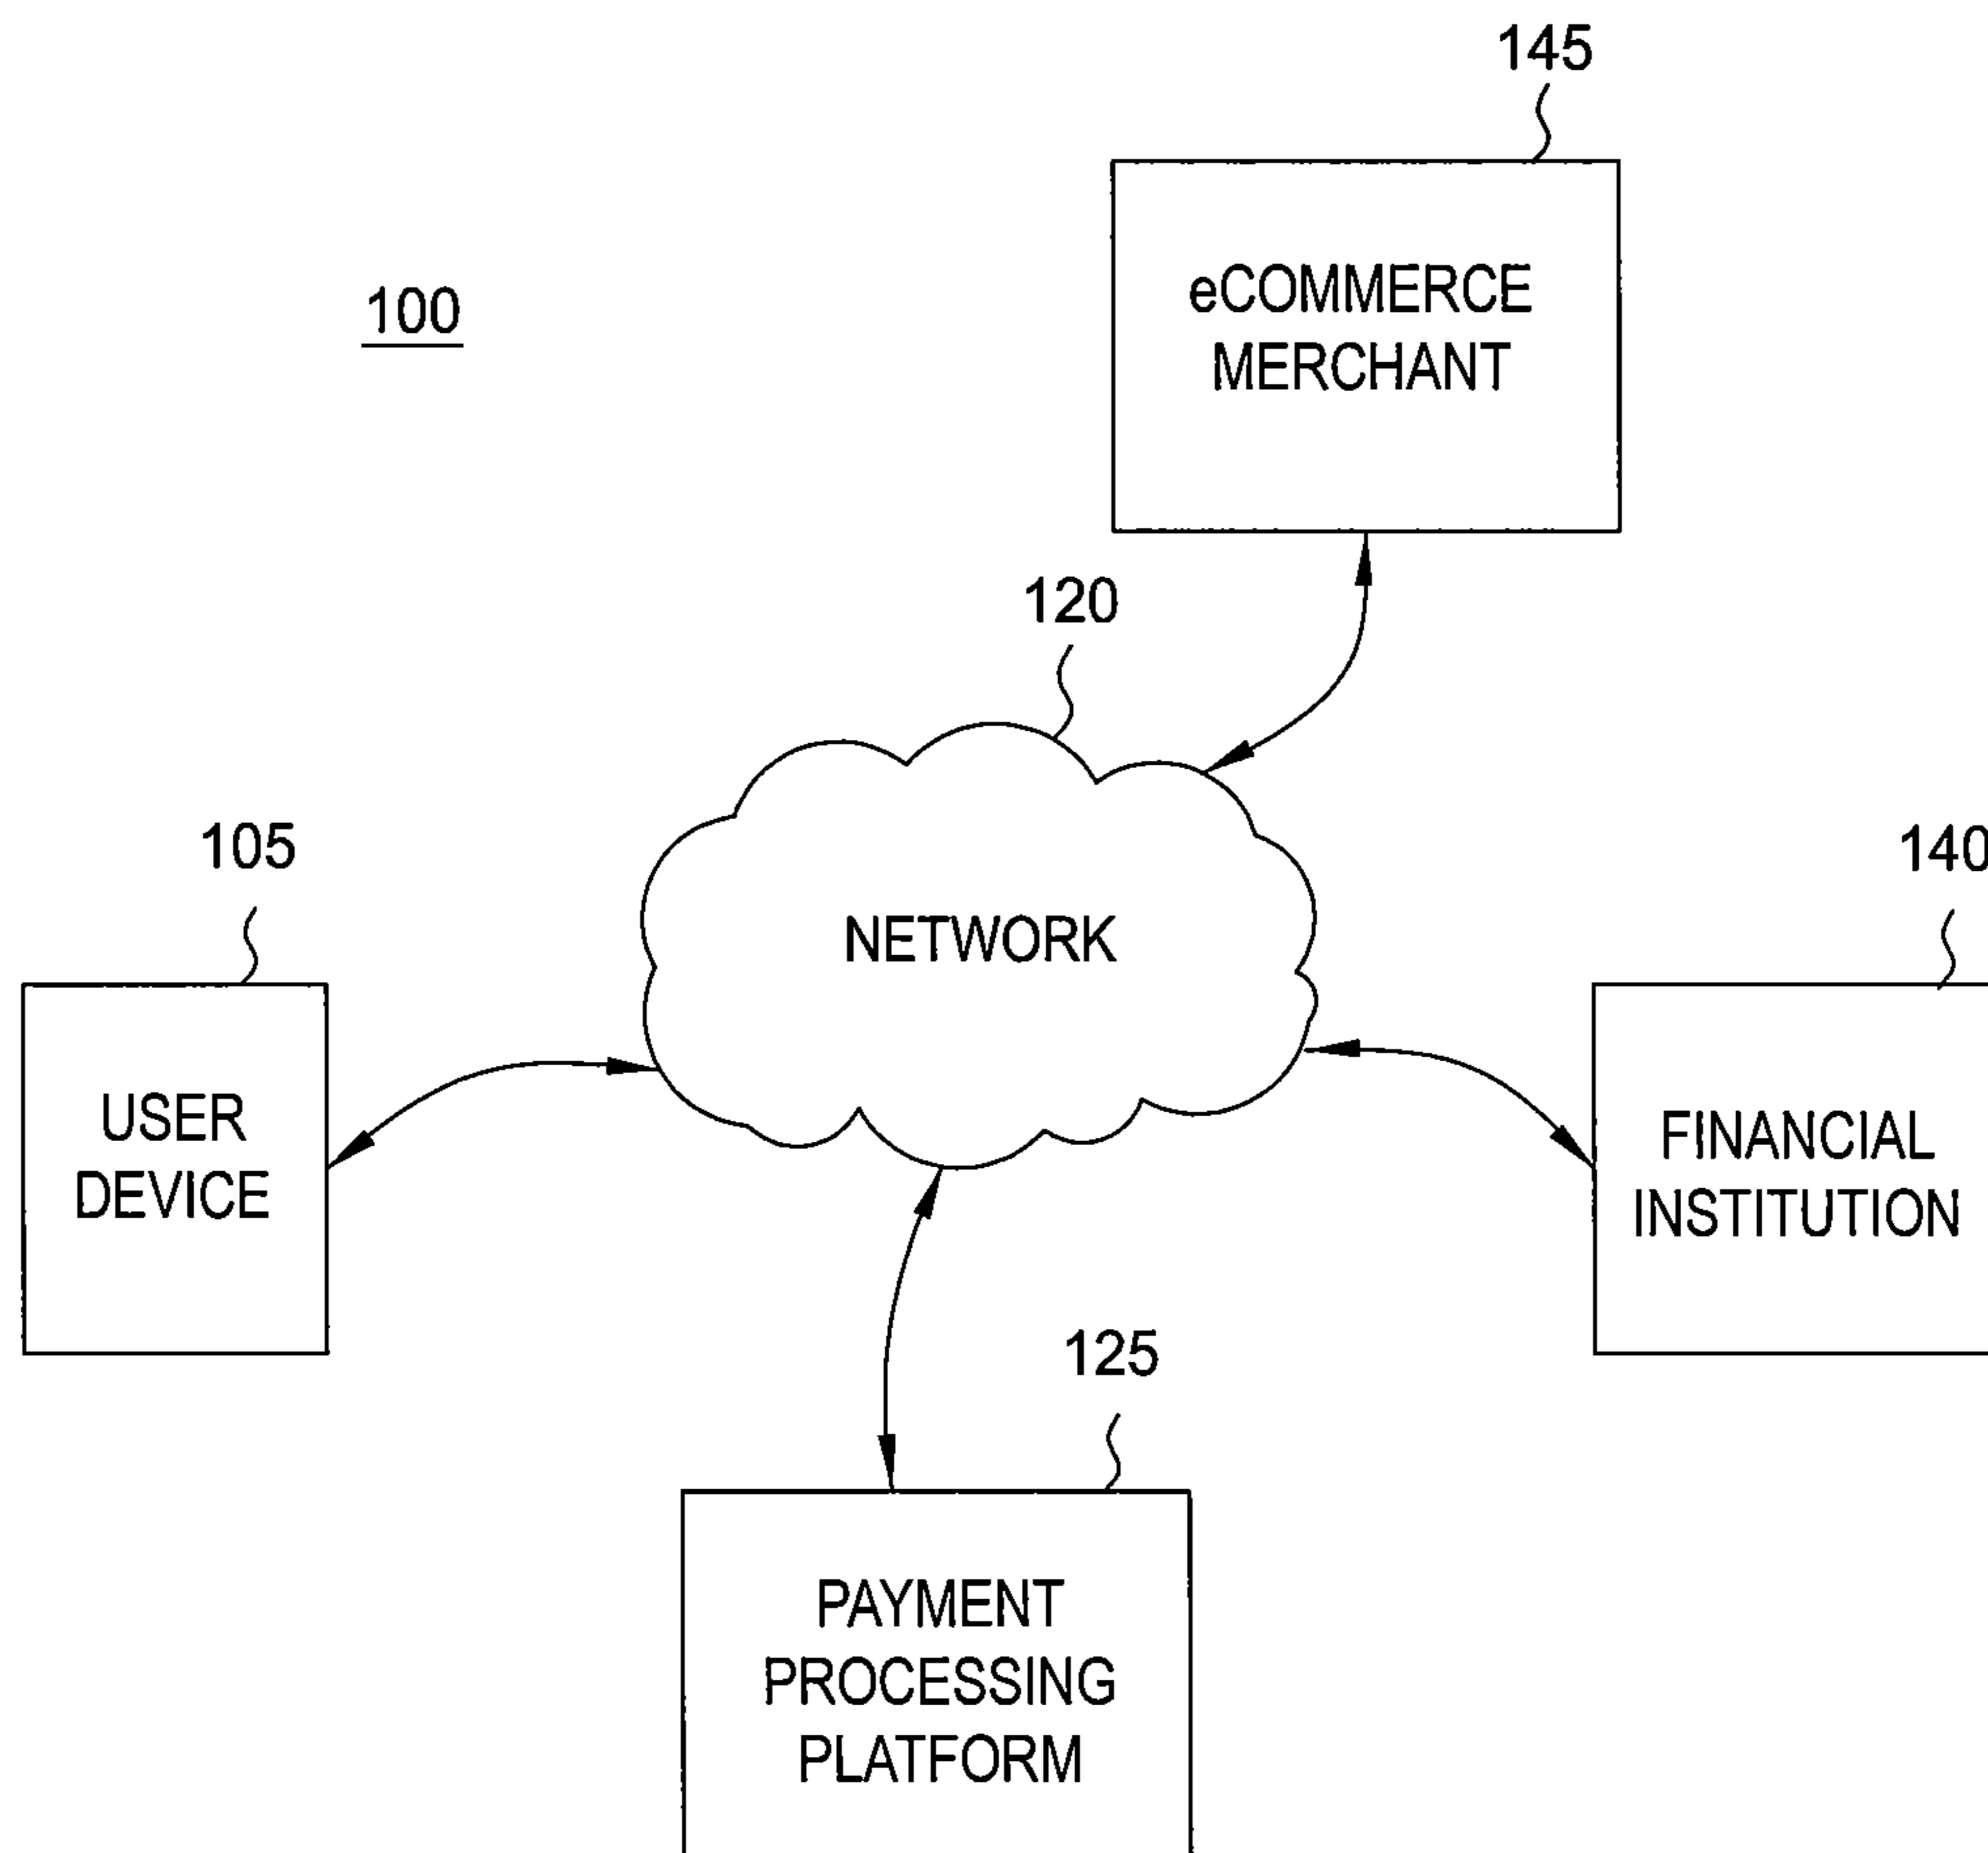 145
100
eCOMMERCE
MERCHANT
120
105
140
NETWORK
USER
DEVICE
FINANCIAL
INSTITUTION
125
PAYMENT
PROCESSING
PLATFORM